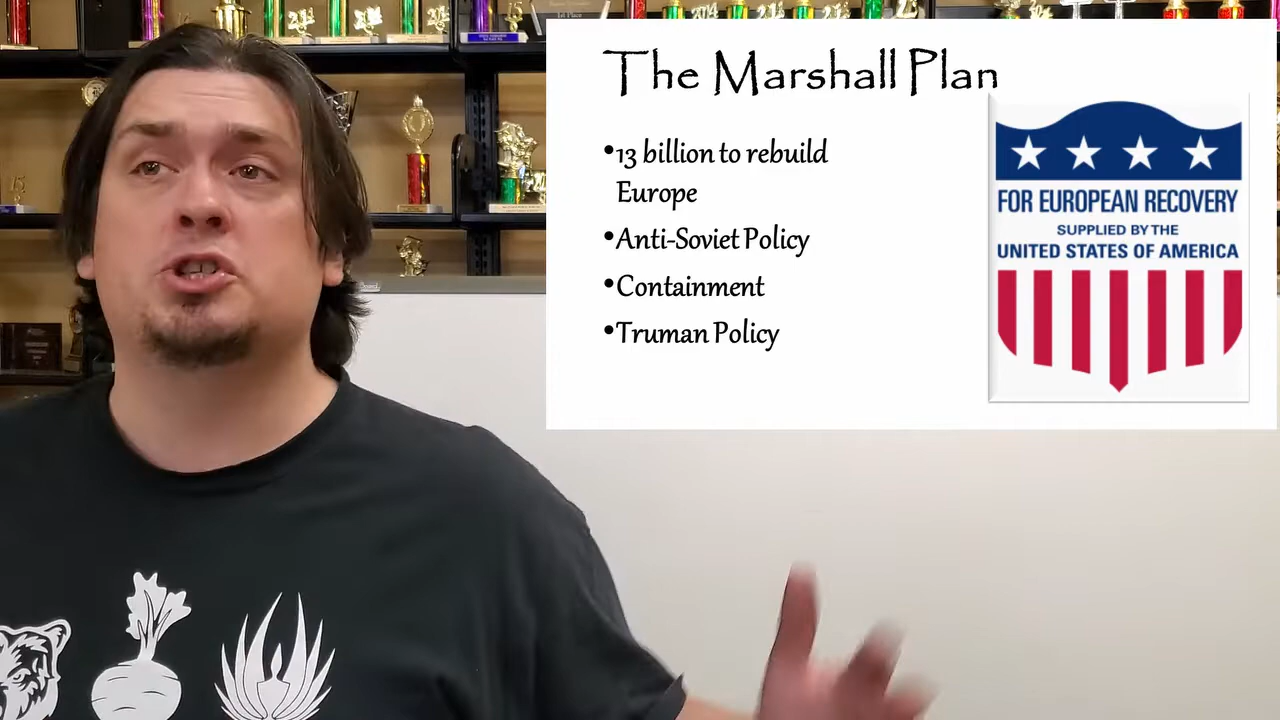 The Marshall Plan
•13 billion to rebuild
Europe
•Anti-Soviet Policy
•Containment
•Truman Policy
FOR EUROPEAN RECOVERY
SUPPLIED BY THE
UNITED STATES OF AMERICA
2014